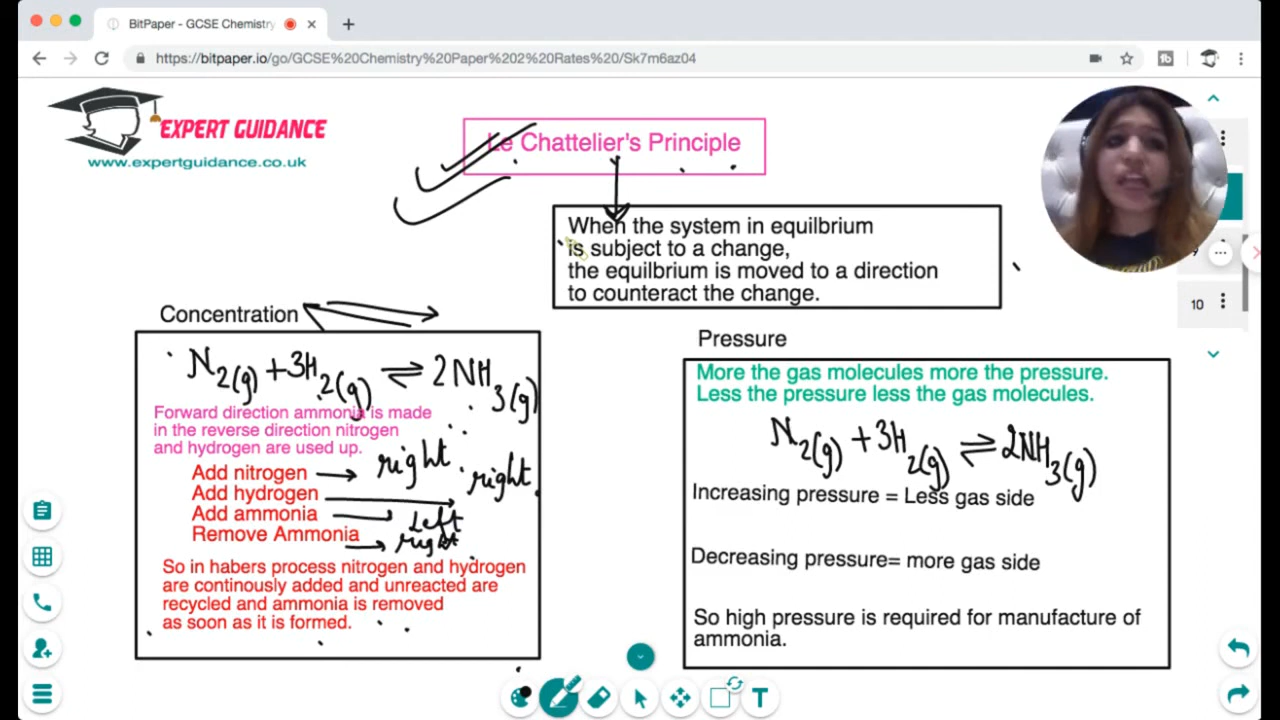 BitPaper - GCSE Chemistry
https://bitpaper.io/go/GCSE%20Chemistry%20Paper%202%20Rates%20/Sk7m6az04
EXPERT GUIDANCE
www.expertguidance.co.uk
Le Chattelier's Principle
When the system in equilbrium
is subject to a change,
the equilbrium is moved to a direction
to counteract the change.
10
Concentration
N2(g) + 3H2(g) ⇌ 2NH3(g)
Forward direction ammonia is made
in the reverse direction nitrogen
and hydrogen are used up.
Add nitrogen → right
Add hydrogen → right
Add ammonia → Left
Remove Ammonia → right
So in habers process nitrogen and hydrogen
are continously added and unreacted are
recycled and ammonia is removed
as soon as it is formed.
Pressure
More the gas molecules more the pressure.
Less the pressure less the gas molecules.
N2(g) + 3H2(g) ⇌ 2NH3(g)
Increasing pressure = Less gas side
Decreasing pressure= more gas side
So high pressure is required for manufacture of
ammonia.
T